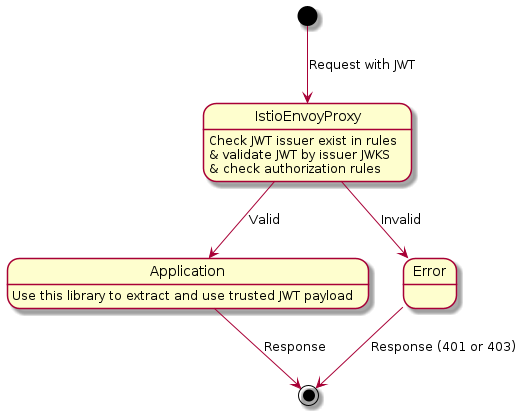 Request with JWT
IstioEnvoyProxy
Check JWT issuer exist in rules
& validate JWT by issuer JWKS
& check authorization rules
Valid
Invalid
Application
Use this library to extract and use trusted JWT payload
Error
Response
Response (401 or 403)